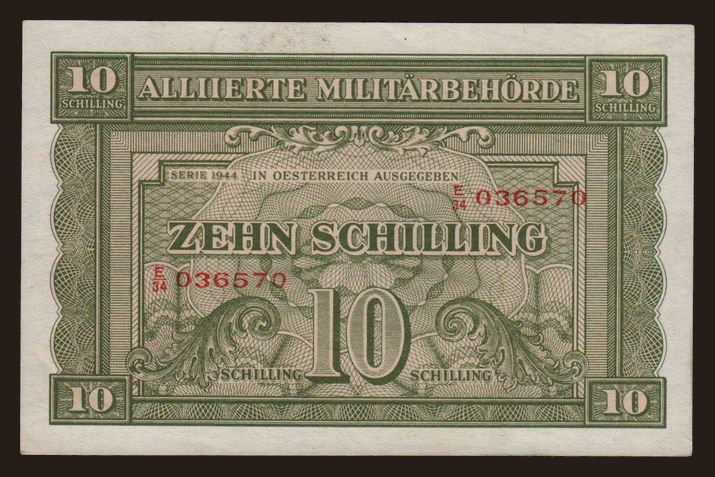 10 ALLIIERTE MILITÄRBEHÖRDE 10
SCHILLING SCHILLING
SERIE 1944 IN OESTERREICH AUSGEGEBEN
E/34 036570
ZEHN SCHILLING
E/34 036570
SCHILLING 10 SCHILLING
10 10